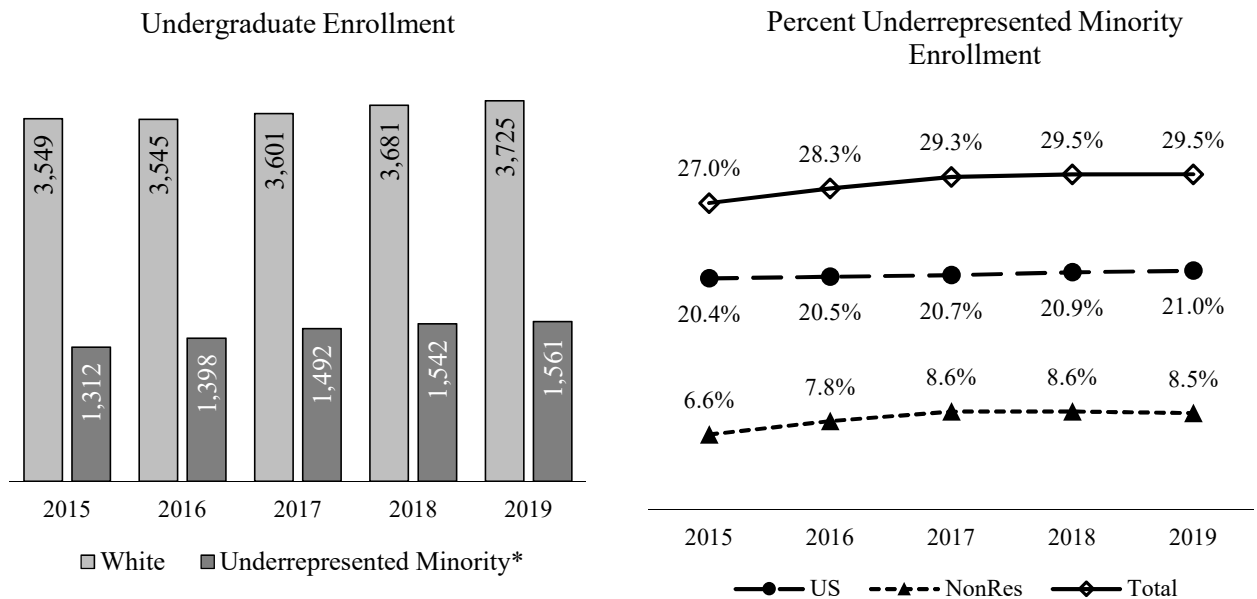 Undergraduate Enrollment
3,549
1,312
3,545
1,398
3,601
1,492
3,681
1,542
3,725
1,561
2015 2016 2017 2018 2019
White Underrepresented Minority*
Percent Underrepresented Minority
Enrollment
27.0% 28.3% 29.3% 29.5% 29.5%
20.4% 20.5% 20.7% 20.9% 21.0%
6.6% 7.8% 8.6% 8.6% 8.5%
2015 2016 2017 2018 2019
US NonRes Total